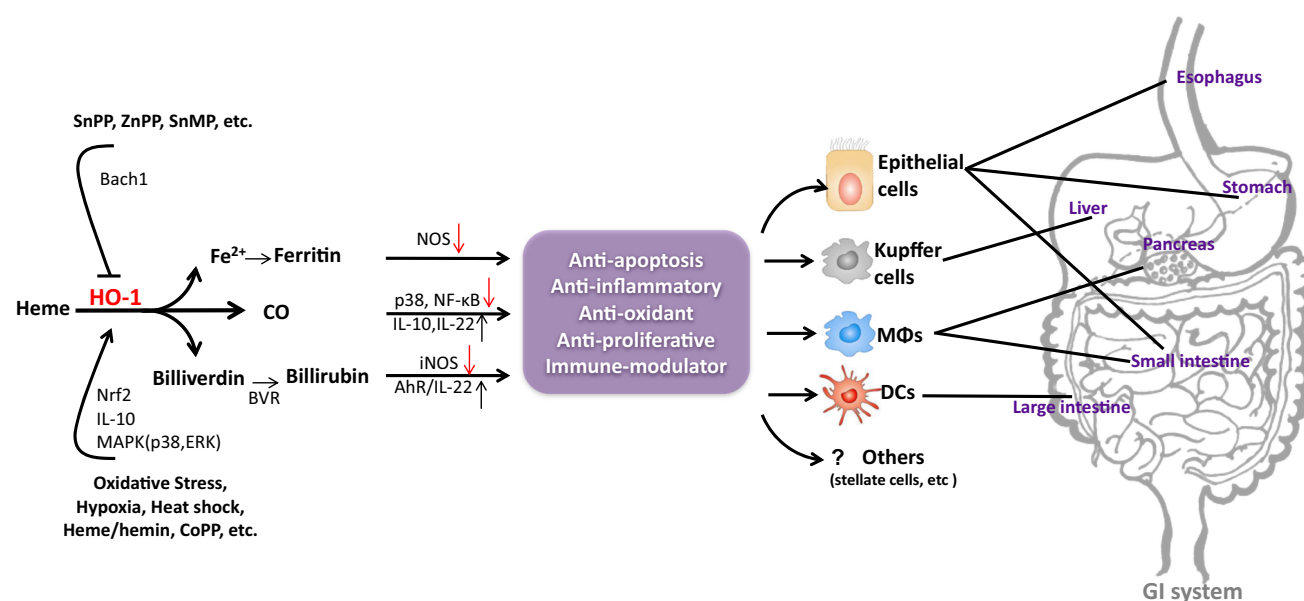 SnPP, ZnPP, SnMP, etc.
Bach1
Heme
HO-1
Fe²⁺ → Ferritin
CO
Billiverdin → Billirubin
BVR
Nrf2
IL-10
MAPK(p38,ERK)
Oxidative Stress,
Hypoxia, Heat shock,
Heme/hemin, CoPP, etc.
NOS ↓
p38, NF-κB ↓
IL-10,IL-22 ↑
iNOS ↓
AhR/IL-22 ↑
Anti-apoptosis
Anti-inflammatory
Anti-oxidant
Anti-proliferative
Immune-modulator
Epithelial
cells
Kupffer
cells
MΦs
DCs
? Others
(stellate cells, etc )
Esophagus
Stomach
Liver
Pancreas
Small intestine
Large intestine
GI system